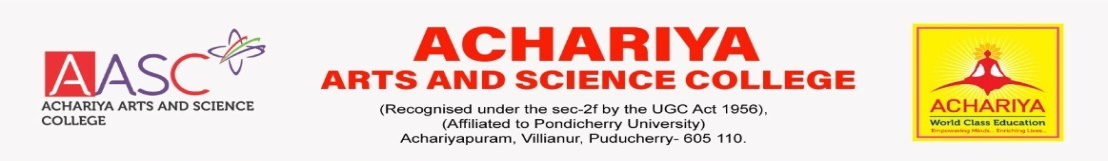 AASC
ACHARIYA ARTS AND SCIENCE
COLLEGE
ACHARIYA
ARTS AND SCIENCE COLLEGE
(Recognised under the sec-2f by the UGC Act 1956),
(Affiliated to Pondicherry University)
Achariyapuram, Villianur, Puducherry- 605 110.
ACHARIYA
World Class Education
Empowering Minds... Enriching Lives...